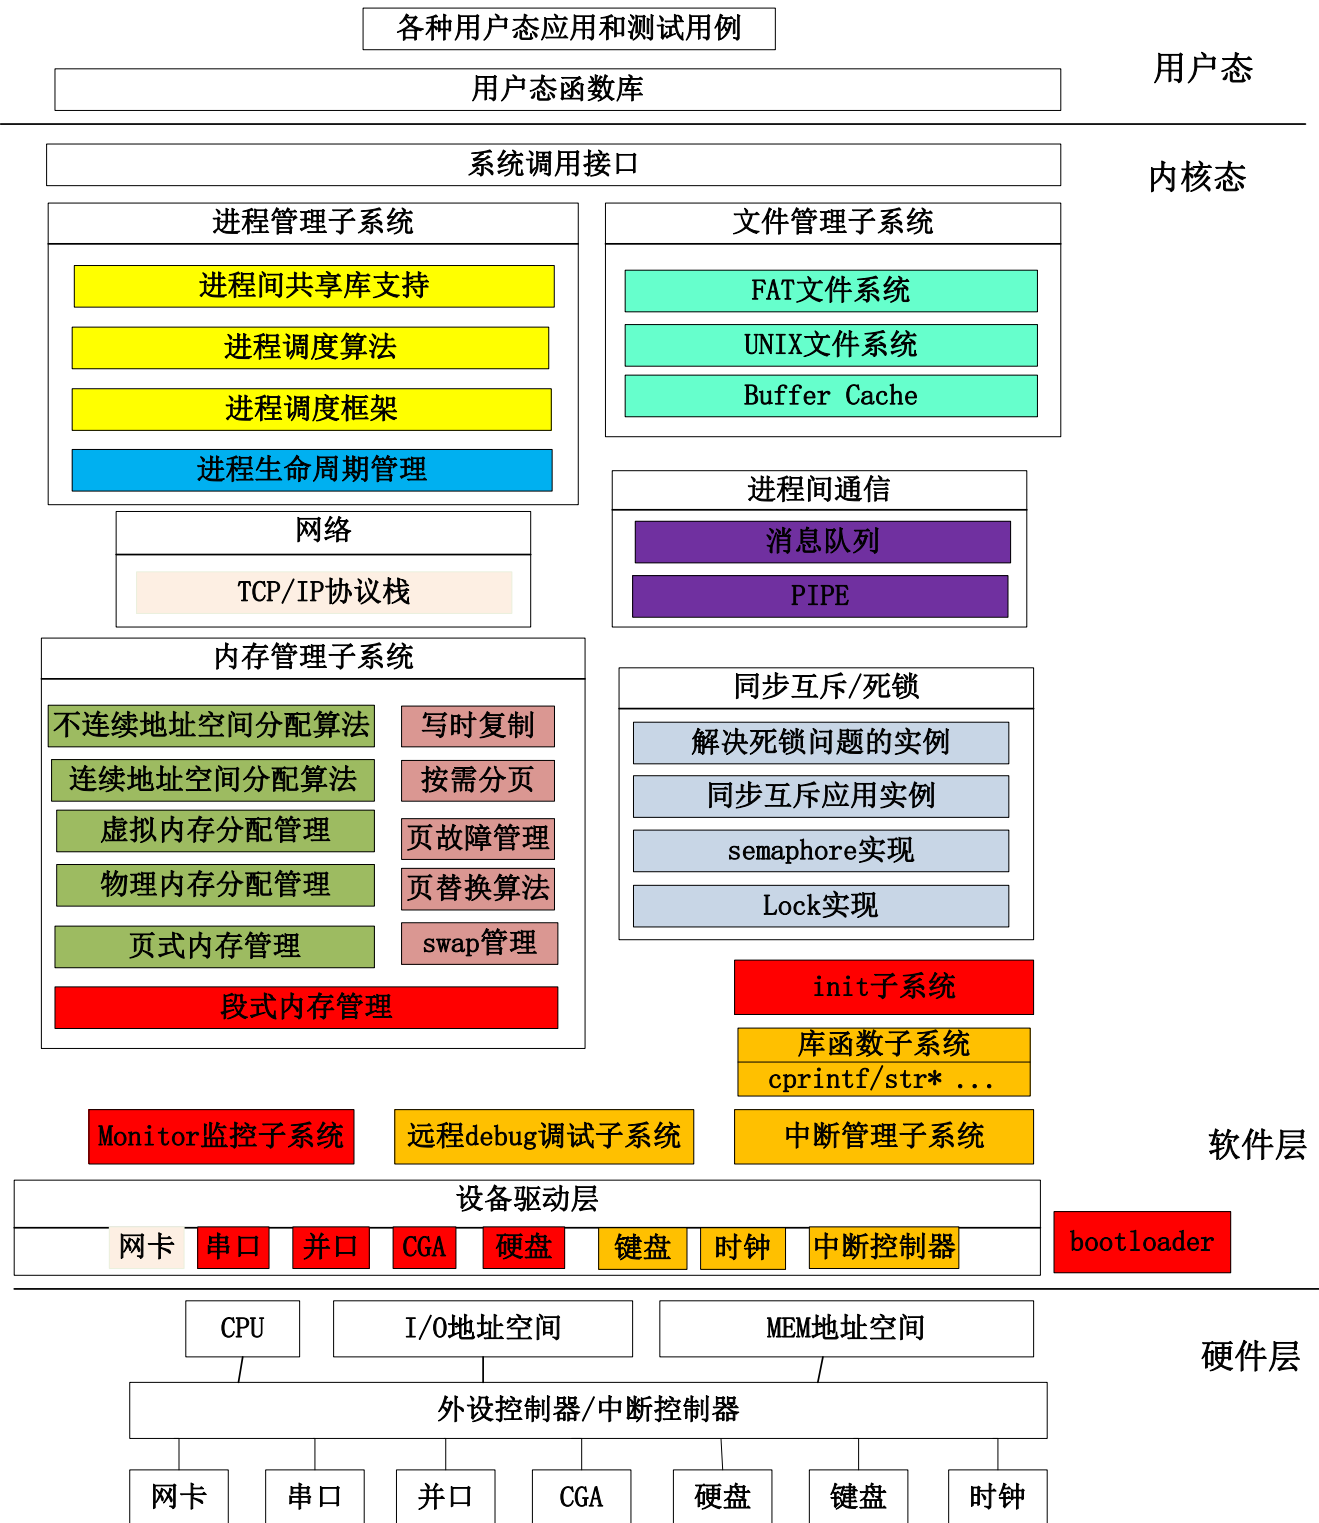 各种用户态应用和测试用例
用户态
用户态函数库
系统调用接口
内核态
进程管理子系统
进程间共享库支持
进程调度算法
进程调度框架
进程生命周期管理
文件管理子系统
FAT文件系统
UNIX文件系统
Buffer Cache
网络
TCP/IP协议栈
进程间通信
消息队列
PIPE
内存管理子系统
不连续地址空间分配算法
连续地址空间分配算法
虚拟内存分配管理
物理内存分配管理
页式内存管理
写时复制
按需分页
页故障管理
页替换算法
swap管理
段式内存管理
同步互斥/死锁
解决死锁问题的实例
同步互斥应用实例
semaphore实现
Lock实现
init子系统
库函数子系统
cprintf/str* ...
Monitor监控子系统
远程debug调试子系统
中断管理子系统
软件层
设备驱动层
网卡
串口
并口
CGA
硬盘
键盘
时钟
中断控制器
bootloader
CPU
I/O地址空间
MEM地址空间
硬件层
外设控制器/中断控制器
网卡
串口
并口
CGA
硬盘
键盘
时钟